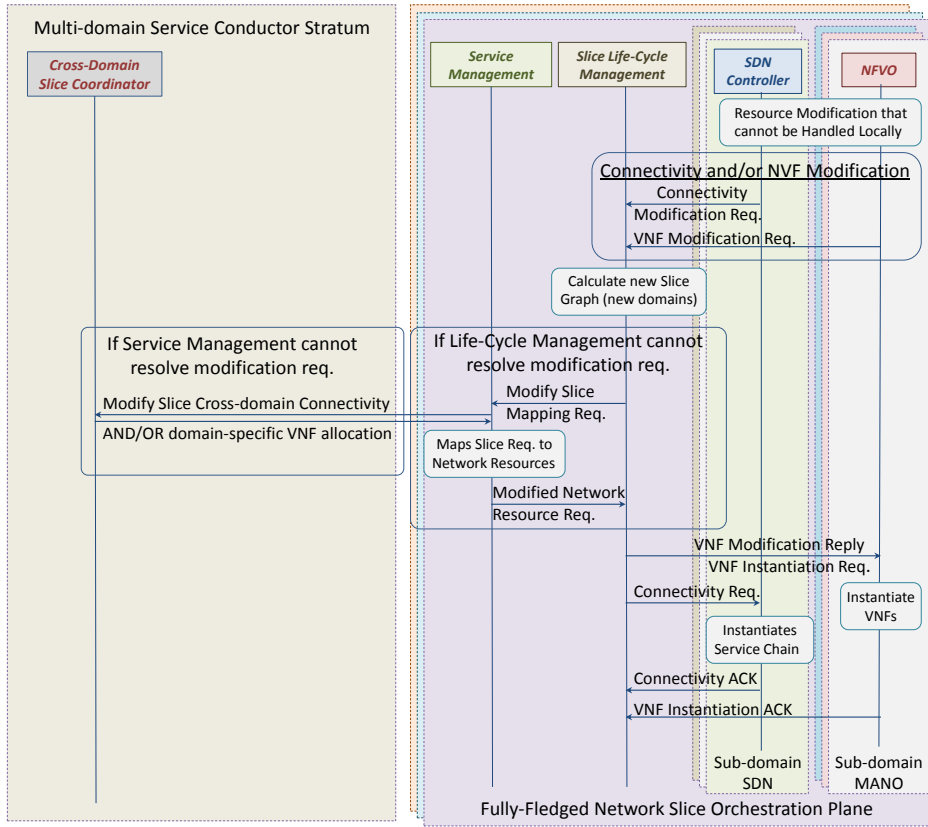 Multi-domain Service Conductor Stratum
Cross-Domain
Slice Coordinator
Service
Management
Slice Life-Cycle
Management
SDN
Controller
NFVO
Resource Modification that
cannot be Handled Locally
Connectivity and/or NVF Modification
Connectivity
Modification Req.
VNF Modification Req.
Calculate new Slice
Graph (new domains)
If Service Management cannot
resolve modification req.
If Life-Cycle Management cannot
resolve modification req.
Modify Slice
Mapping Req.
Modify Slice Cross-domain Connectivity
AND/OR domain-specific VNF allocation
Maps Slice Req. to
Network Resources
Modified Network
Resource Req.
VNF Modification Reply
VNF Instantiation Req.
Connectivity Req.
Instantiate
VNFs
Instantiates
Service Chain
Connectivity ACK
VNF Instantiation ACK
Sub-domain
SDN
Sub-domain
MANO
Fully-Fledged Network Slice Orchestration Plane